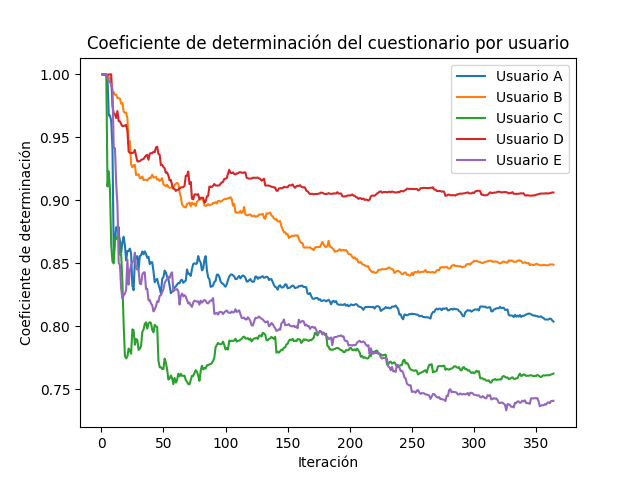 Coeficiente de determinación del cuestionario por usuario
Coeficiente de determinación
1.00
0.95
0.90
0.85
0.80
0.75
Usuario A
Usuario B
Usuario C
Usuario D
Usuario E
0 50 100 150 200 250 300 350
Iteración